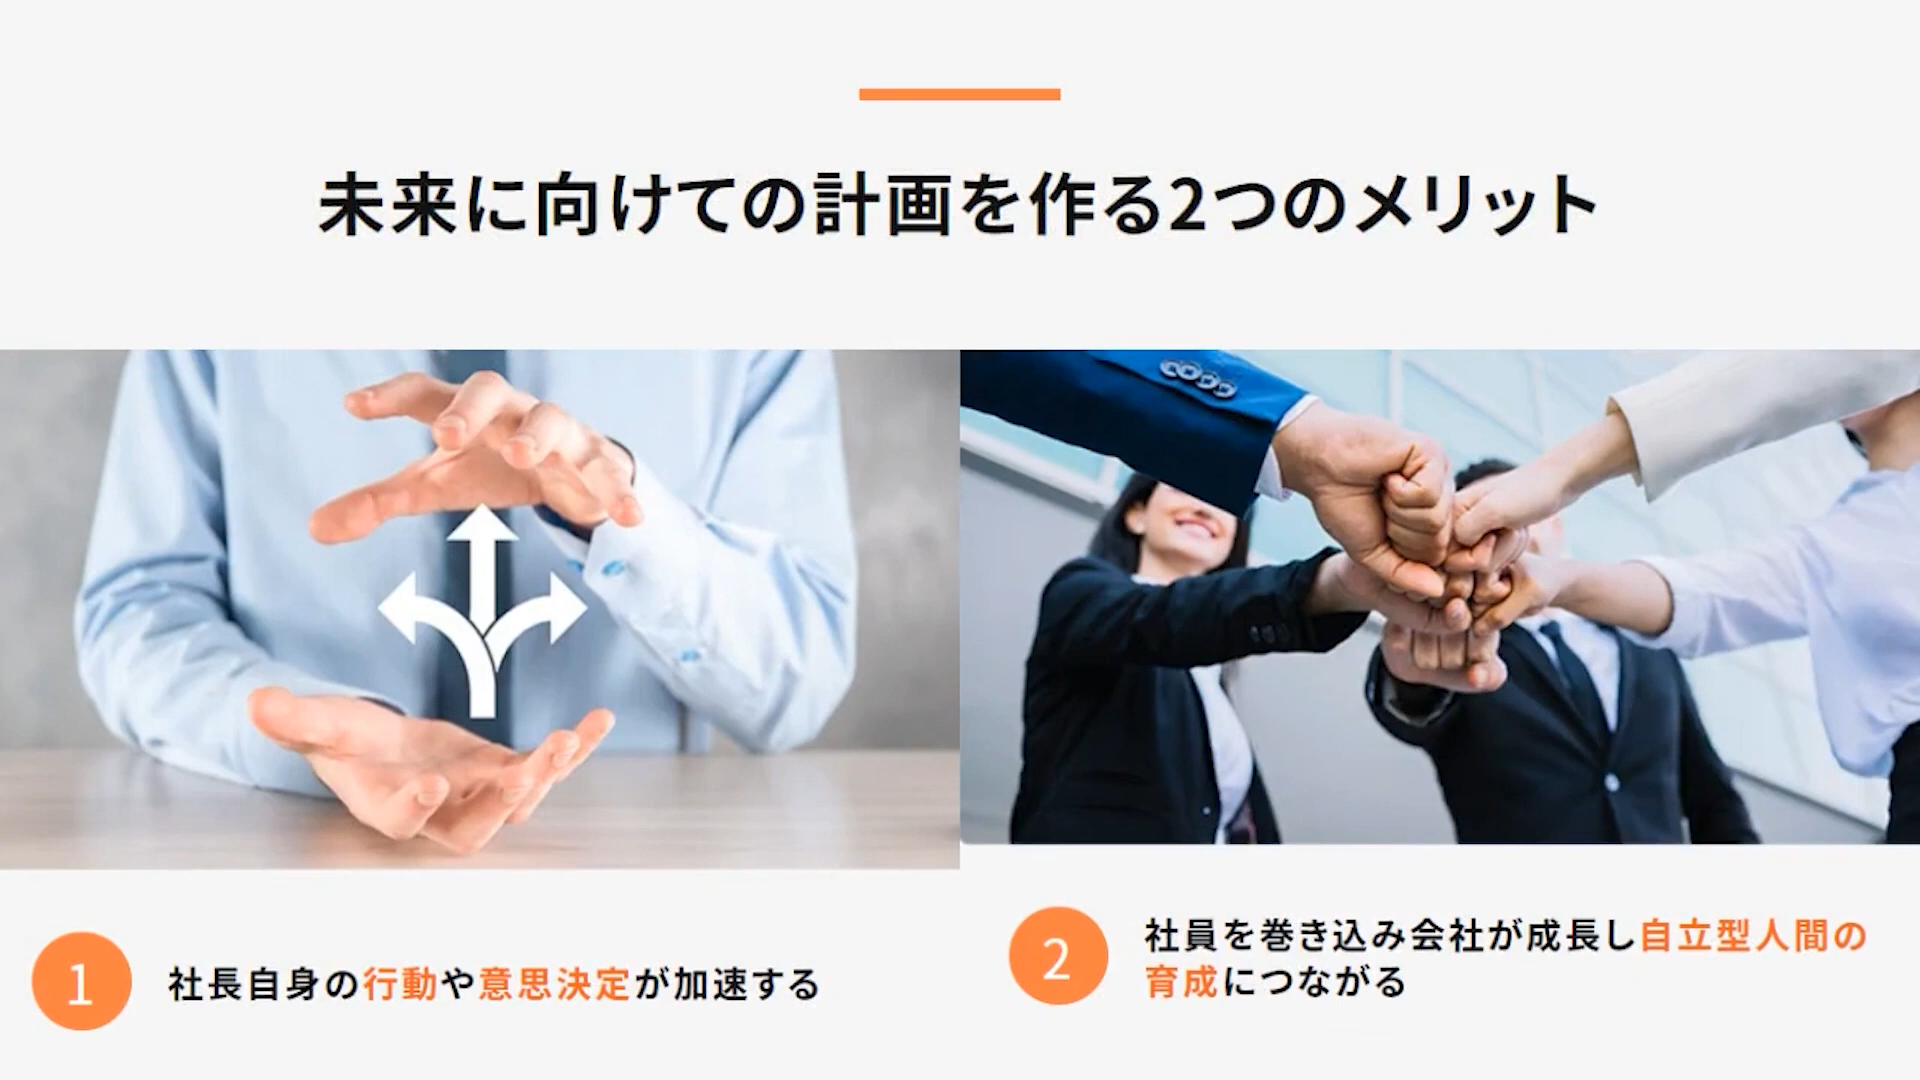 未来に向けての計画を作る2つのメリット
1
社長自身の行動や意思決定が加速する
2
社員を巻き込み会社が成長し自立型人間の
育成につながる